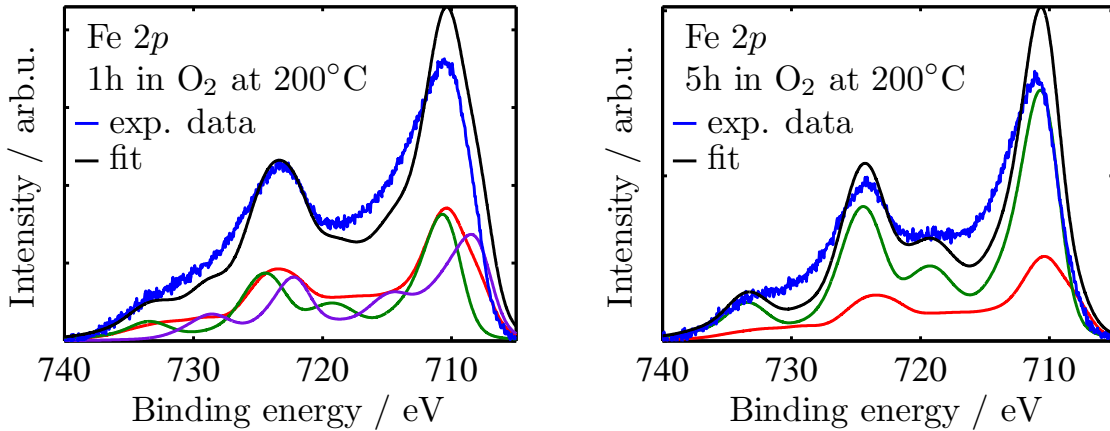 Fe 2p
1h in O₂ at 200°C
exp. data
fit
Intensity / arb.u.
740 730 720 710
Binding energy / eV
Fe 2p
5h in O₂ at 200°C
exp. data
fit
Intensity / arb.u.
740 730 720 710
Binding energy / eV